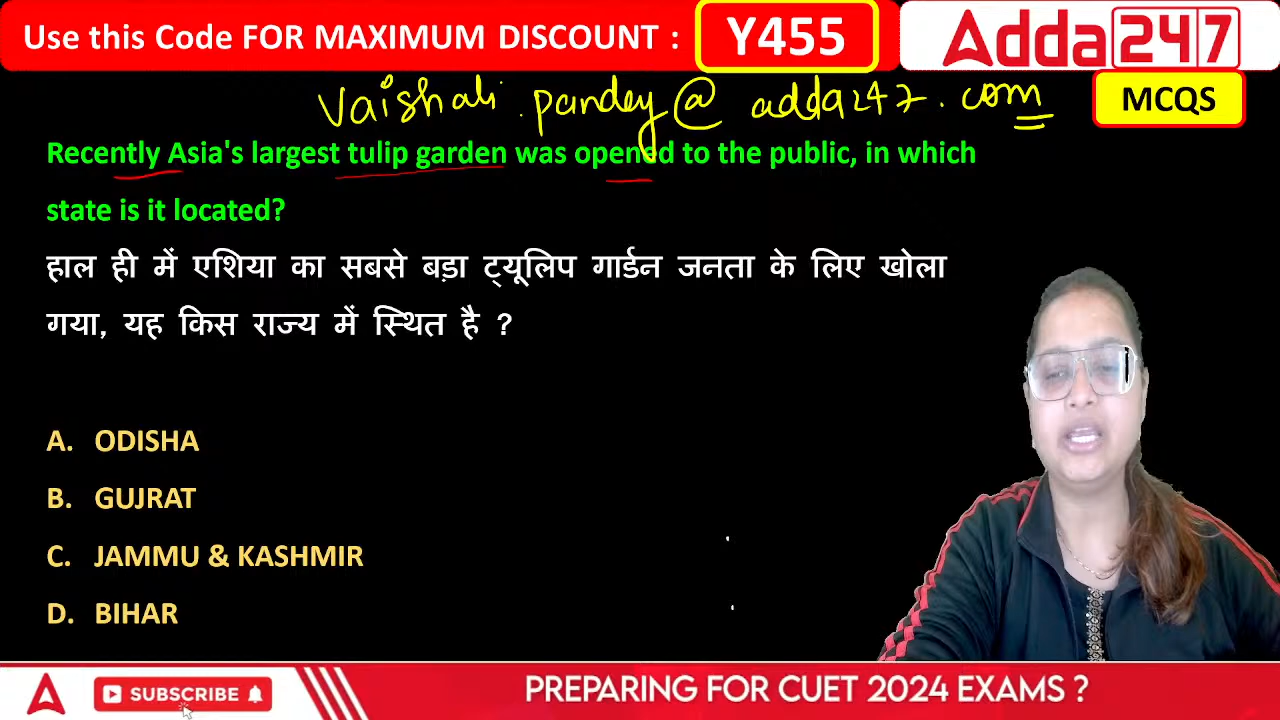 Use this Code FOR MAXIMUM DISCOUNT : Y455 Adda247
vaishali.pandey@adda247.com
MCQS
Recently Asia's largest tulip garden was opened to the public, in which
state is it located?
हाल ही में एशिया का सबसे बड़ा ट्यूलिप गार्डन जनता के लिए खोला
गया, यह किस राज्य में स्थित है ?
A. ODISHA
B. GUJRAT
C. JAMMU & KASHMIR
D. BIHAR
SUBSCRIBE PREPARING FOR CUET 2024 EXAMS ?